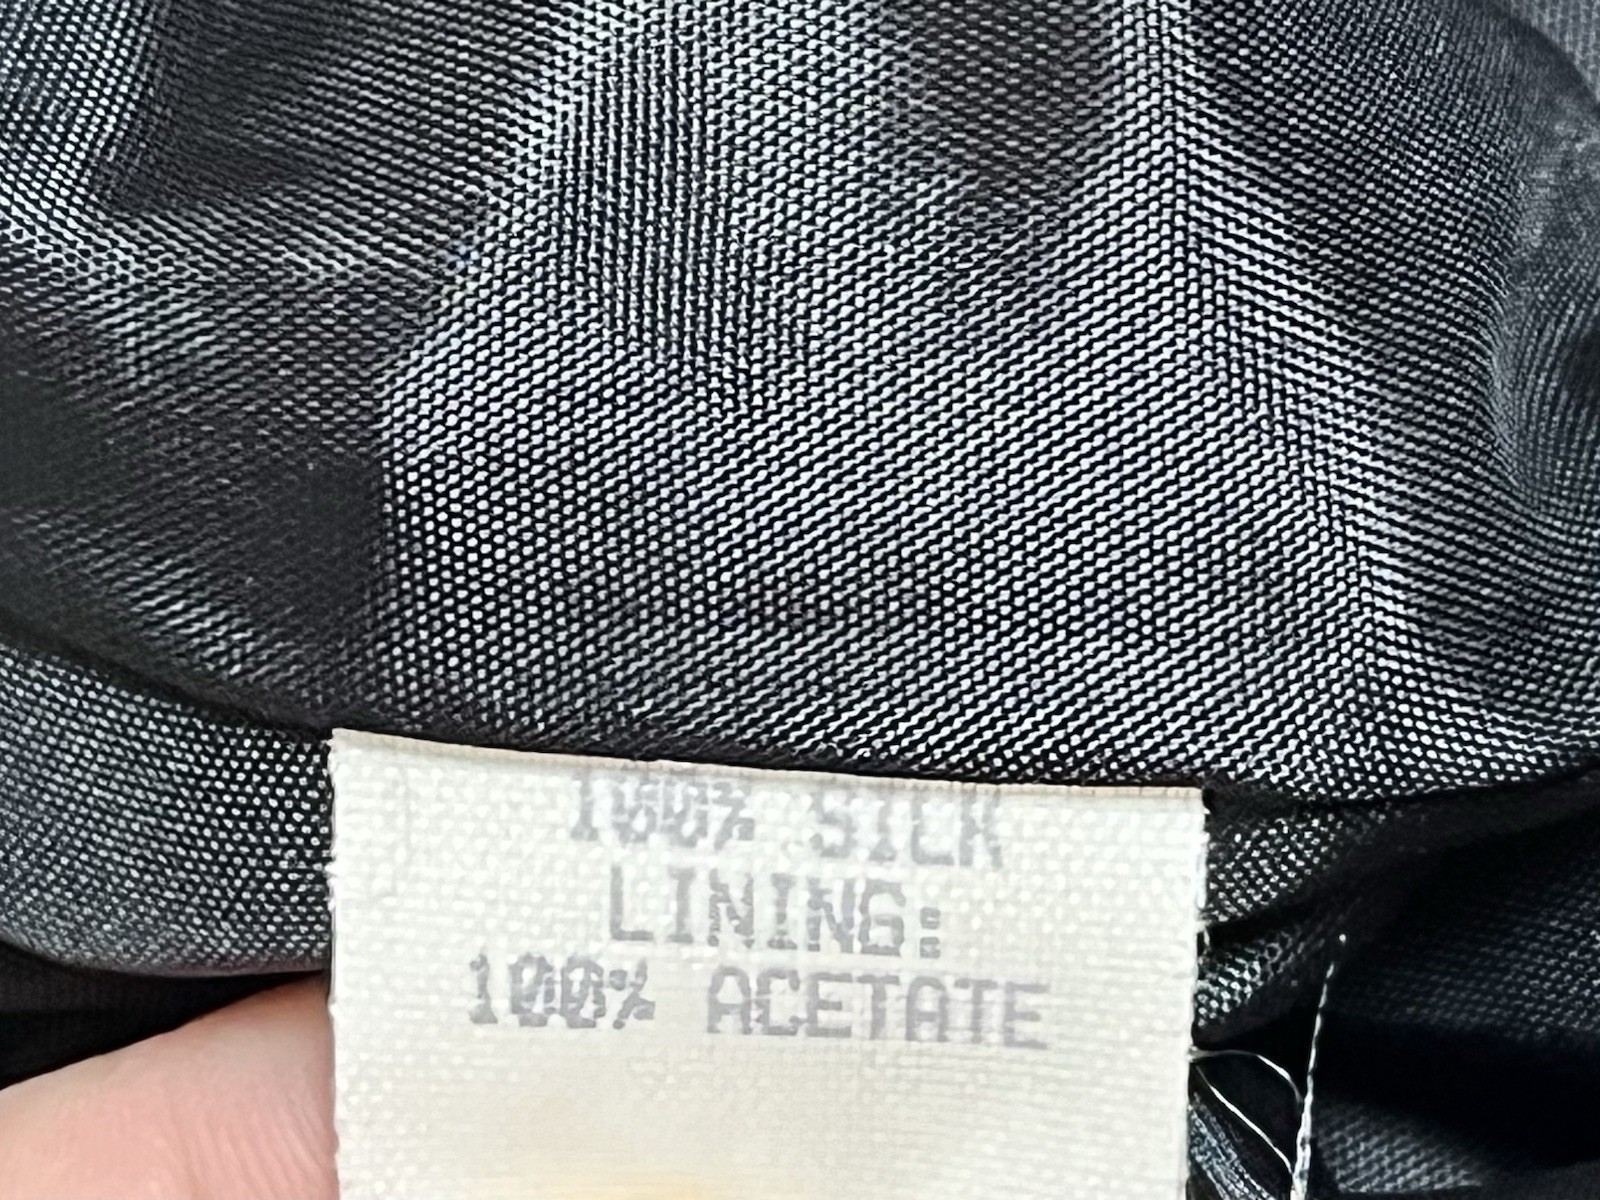 100% SILK
LINING:
100% ACETATE